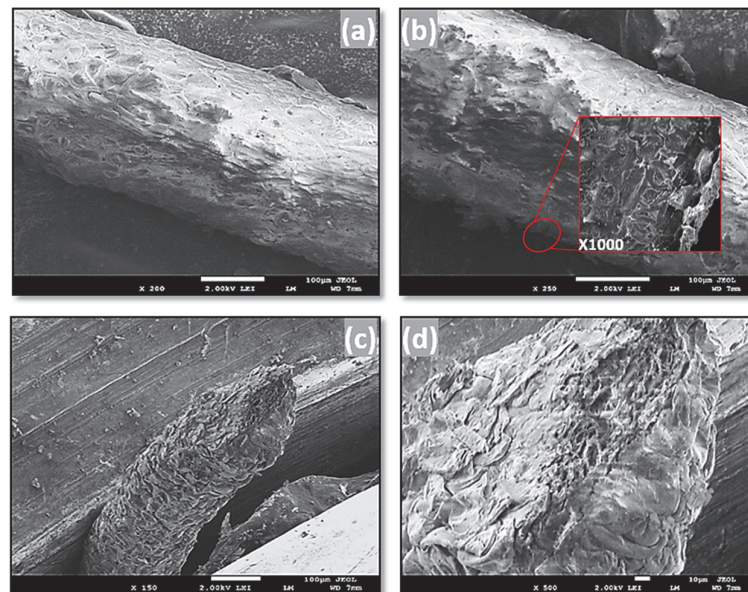 (a)
X 200 2.00kV LEI LM 100μm JEOL WD 7mm
(b)
X1000
X 250 2.00kV LEI LM 100μm JEOL WD 7mm
(c)
X 150 2.00kV LEI LM 100μm JEOL WD 7mm
(d)
X 500 2.00kV LEI LM 10μm JEOL WD 7mm